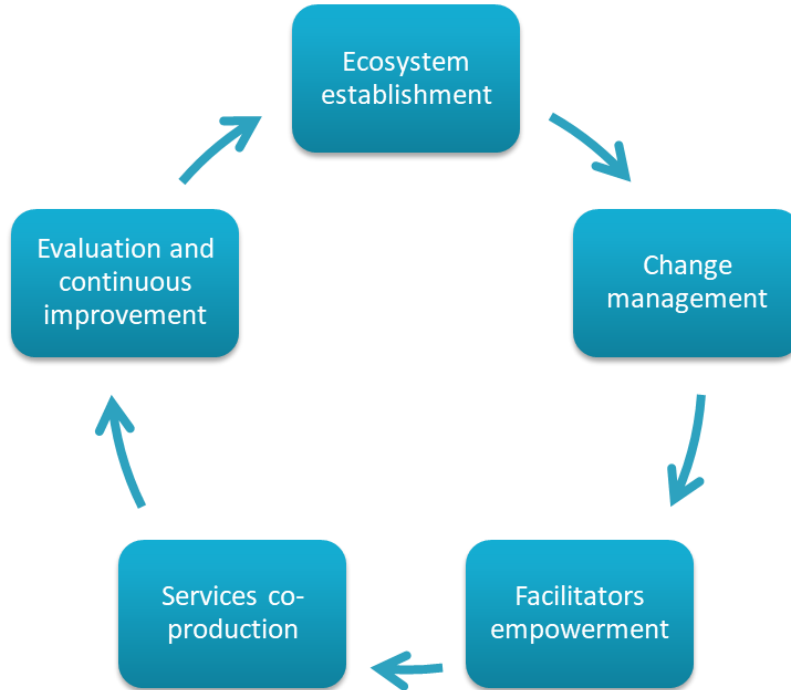 Ecosystem
establishment
Change
management
Facilitators
empowerment
Services co-
production
Evaluation and
continuous
improvement